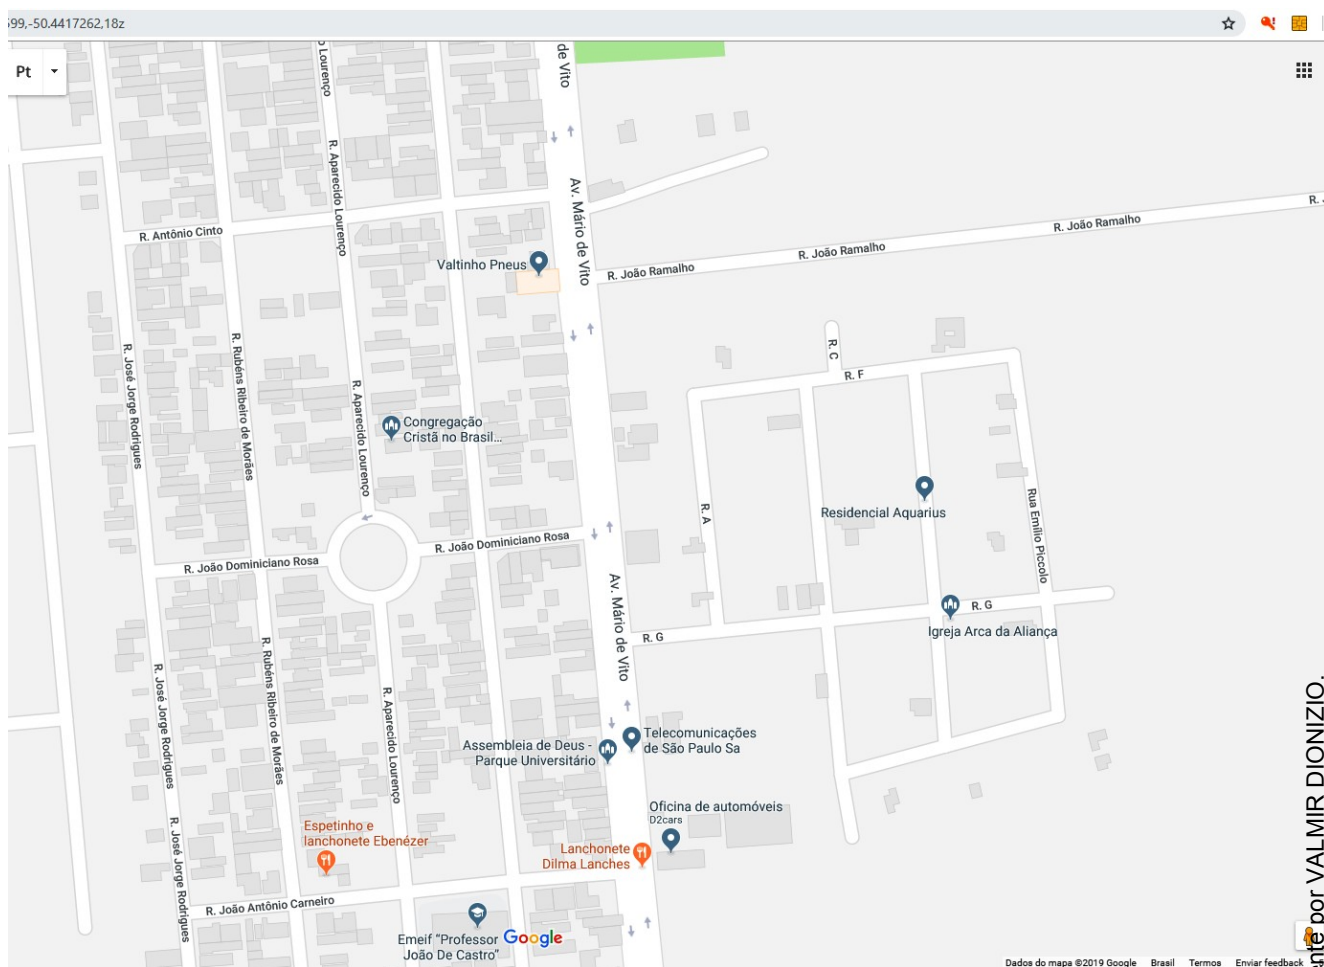 599,-50.4417262,18z
Pt
de Vito
o Lourenço
R. Aparecido Lourenço
Av. Mário de Vito
R. Antônio Cinto
R. João Ramalho
R. João Ramalho
R. João Ramalho
R.
Valtinho Pneus
R. José Jorge Rodrigues
R. Rubéns Ribeiro de Morães
R. Aparecido Lourenço
R. C
R. F
Congregação
Cristã no Brasil...
R. A
Residencial Aquarius
Rua Emílio Piccolo
R. João Dominiciano Rosa
R. João Dominiciano Rosa
Av. Mário de Vito
R. G
R. G
Igreja Arca da Aliança
R. José Jorge Rodrigues
R. Rubéns Ribeiro de Morães
R. Aparecido Lourenço
Telecomunicações
de São Paulo Sa
Assembleia de Deus -
Parque Universitário
Oficina de automóveis
D2cars
Espetinho e
lanchonete Ebenézer
Lanchonete
Dilma Lanches
R. José Jorge Rodrigues
R. João Antônio Carneiro
Emeif "Professor
João De Castro"
Google
Dados do mapa ©2019 Google Brasil Termos Enviar feedback
ente por VALMIR DIONIZIO.